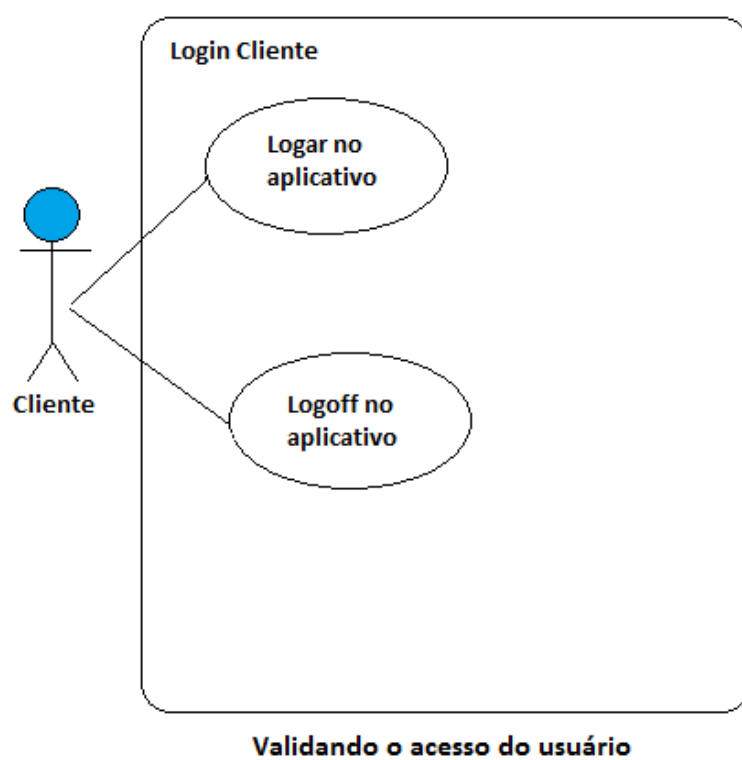 Login Cliente
Logar no
aplicativo
Cliente
Logoff no
aplicativo
Validando o acesso do usuário